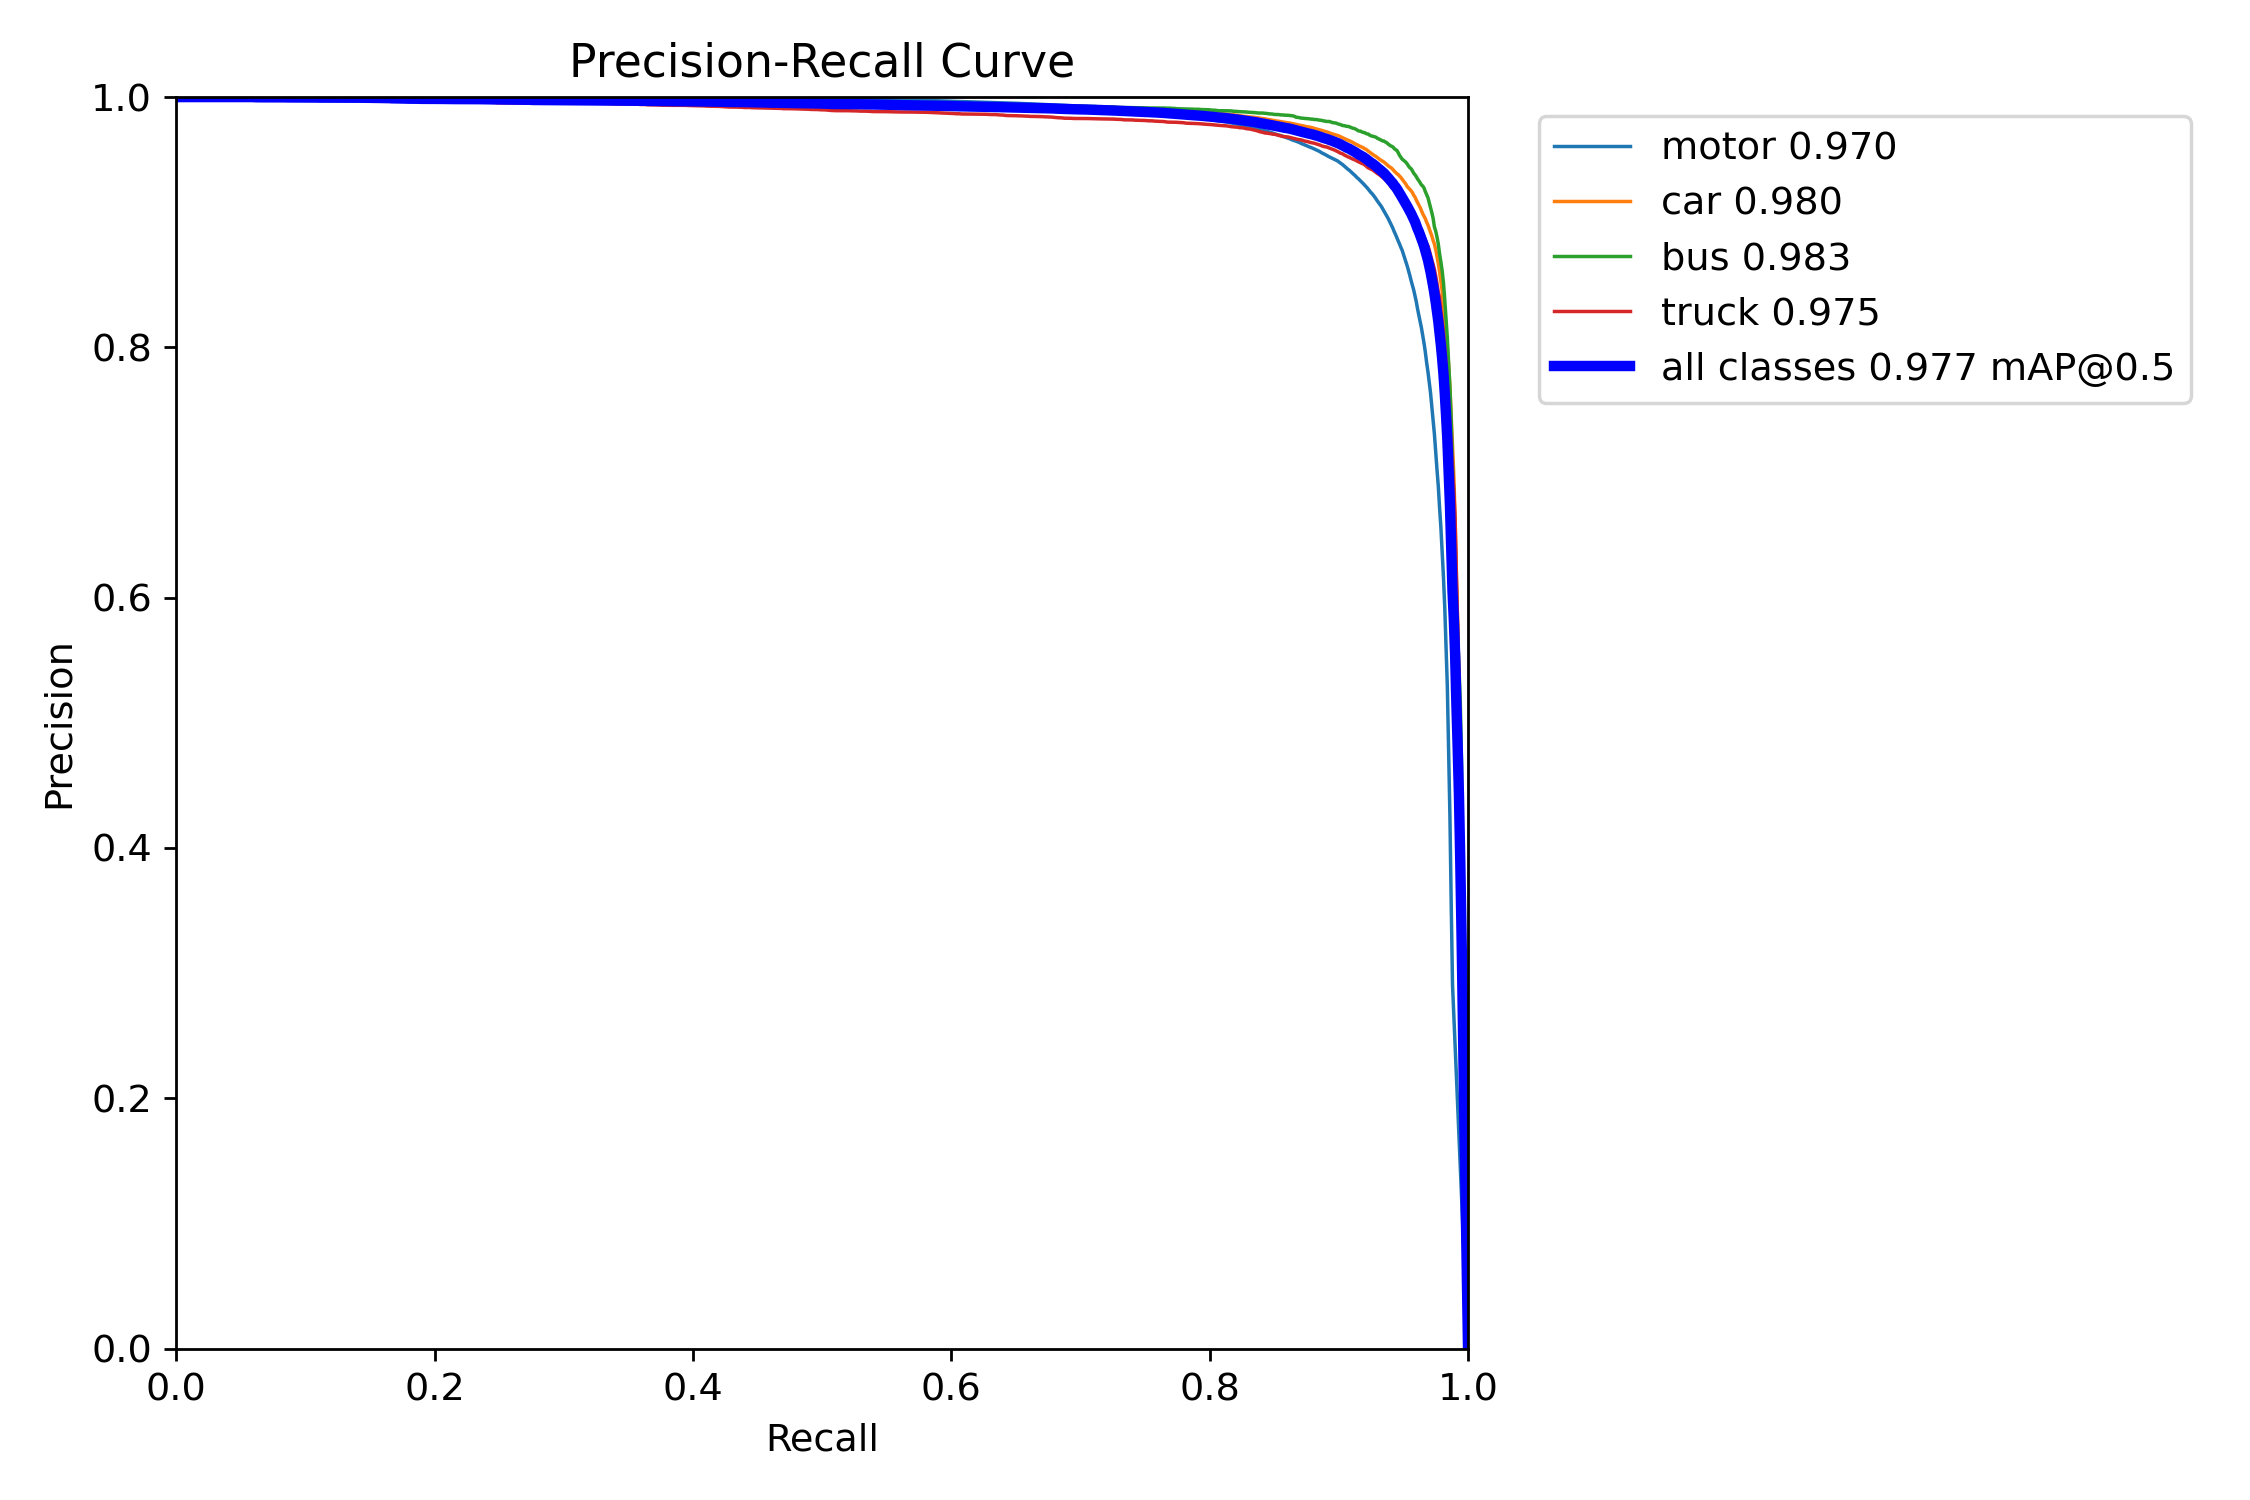 Precision-Recall Curve
1.0
0.8
0.6
0.4
0.2
0.0
Precision
0.0 0.2 0.4 0.6 0.8 1.0
Recall
motor 0.970
car 0.980
bus 0.983
truck 0.975
all classes 0.977 mAP@0.5